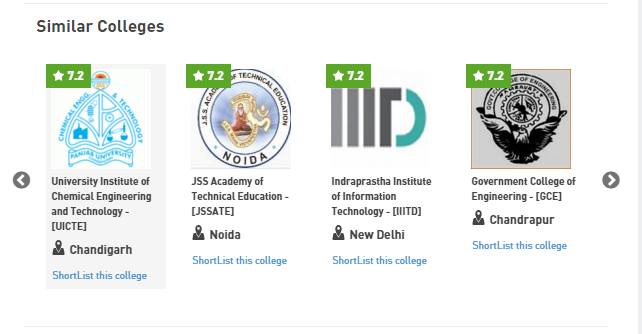 Similar Colleges
7.2
CHEMICAL ENGG. & TECHNOLOGY
PANJAB UNIVERSITY
University Institute of
Chemical Engineering
and Technology -
[UICTE]
Chandigarh
ShortList this college
7.2
J.S.S. ACADEMY OF TECHNICAL EDUCATION
NOIDA
JSS Academy of
Technical Education -
[JSSATE]
Noida
ShortList this college
7.2
IIITD
Indraprastha Institute
of Information
Technology - [IIITD]
New Delhi
ShortList this college
7.2
COLLEGE OF ENGINEERING
Government College of
Engineering - [GCE]
Chandrapur
ShortList this college